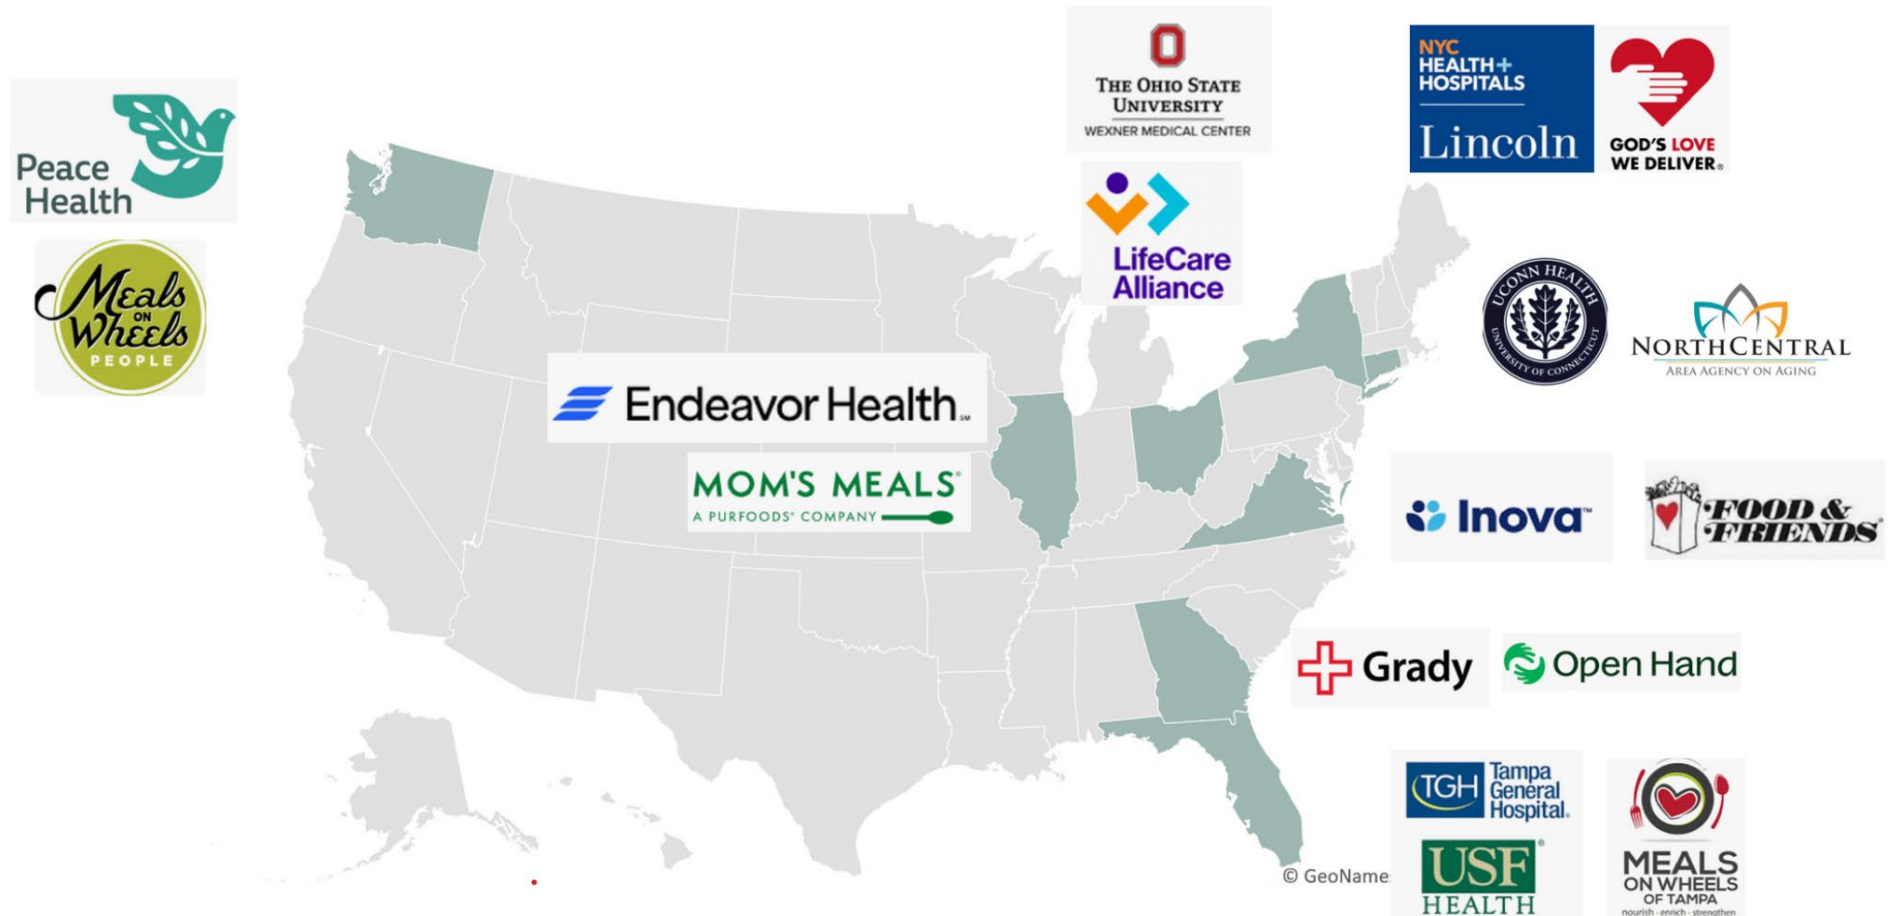 Peace
Health
Meals
ON
Wheels
PEOPLE
THE OHIO STATE
UNIVERSITY
WEXNER MEDICAL CENTER
LifeCare
Alliance
NYC
HEALTH+
HOSPITALS
Lincoln
GOD'S LOVE
WE DELIVER®
UCONN HEALTH
UNIVERSITY OF CONNECTICUT
NORTHCENTRAL
AREA AGENCY ON AGING
Endeavor Health℠
MOM'S MEALS®
A PURFOODS® COMPANY
Inova™
FOOD &
FRIENDS®
Grady
Open Hand
TGH
Tampa
General
Hospital®
USF®
HEALTH
MEALS
ON WHEELS
OF TAMPA
nourish - enrich - strengthen
© GeoName